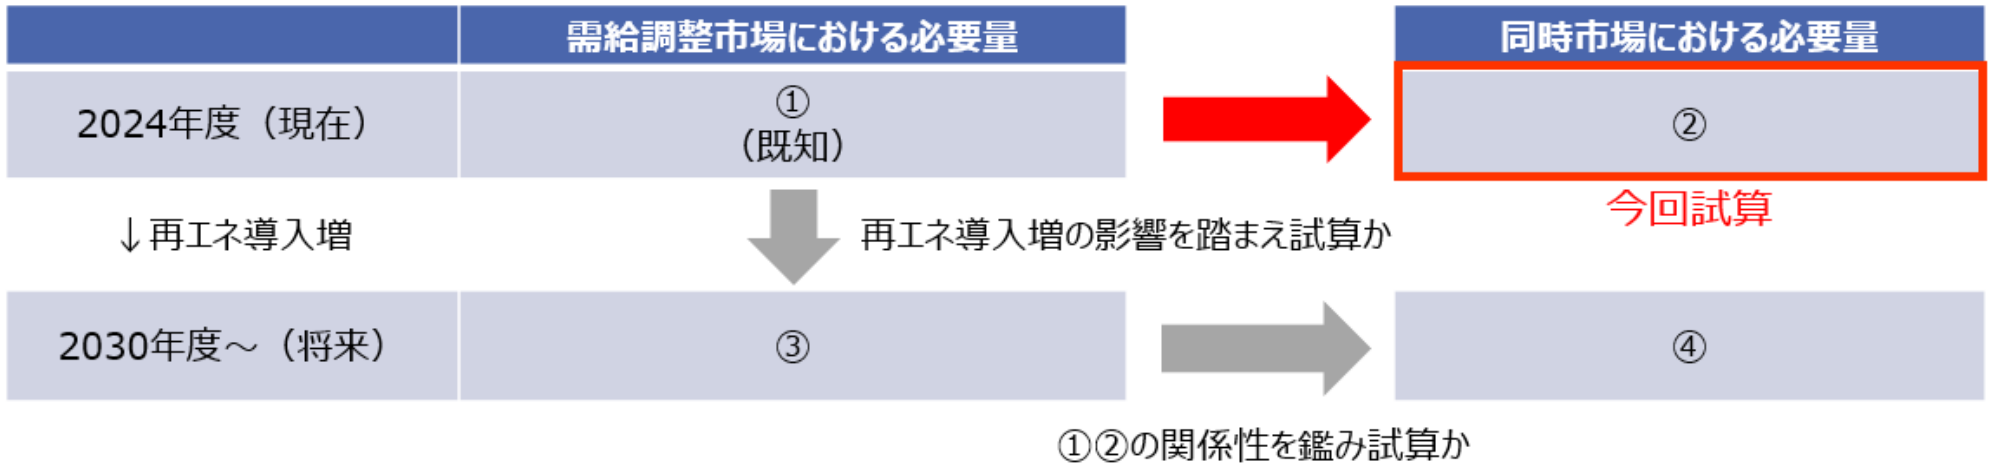 需給調整市場における必要量
同時市場における必要量
2024年度（現在）
①
（既知）
②
今回試算
↓再エネ導入増
再エネ導入増の影響を踏まえ試算か
2030年度～（将来）
③
④
①②の関係性を鑑み試算か